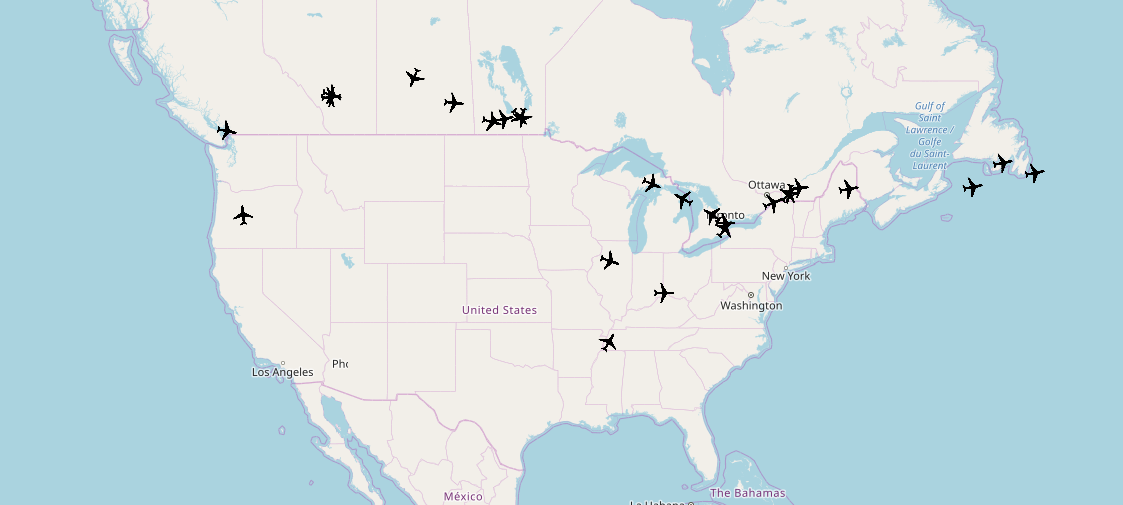 Gulf of
Saint
Lawrence /
Golfe
du Saint-
Laurent
Ottawa
Toronto
New York
Washington
United States
Los Angeles
Pho
México
The Bahamas
La Habana